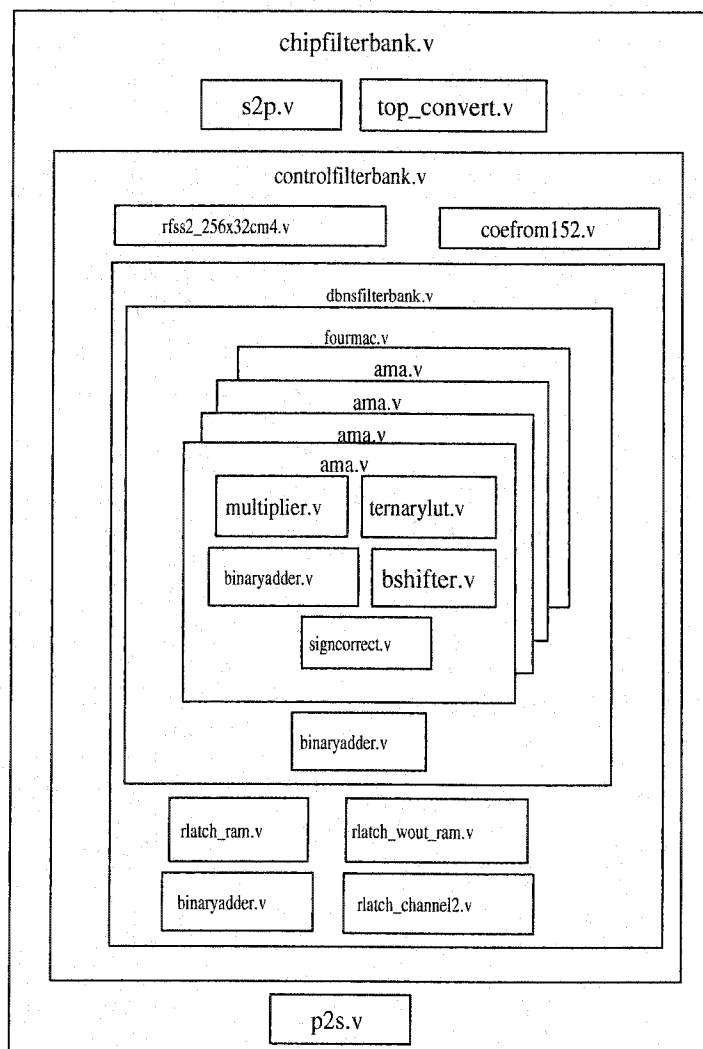 chipfilterbank.v
s2p.v
top_convert.v
controlfilterbank.v
rfss2_256x32cm4.v
coefrom152.v
dbnsfilterbank.v
fourmac.v
ama.v
ama.v
ama.v
ama.v
multiplier.v
ternarylut.v
binaryadder.v
bshifter.v
signcorrect.v
binaryadder.v
rlatch_ram.v
rlatch_wout_ram.v
binaryadder.v
rlatch_channel2.v
p2s.v